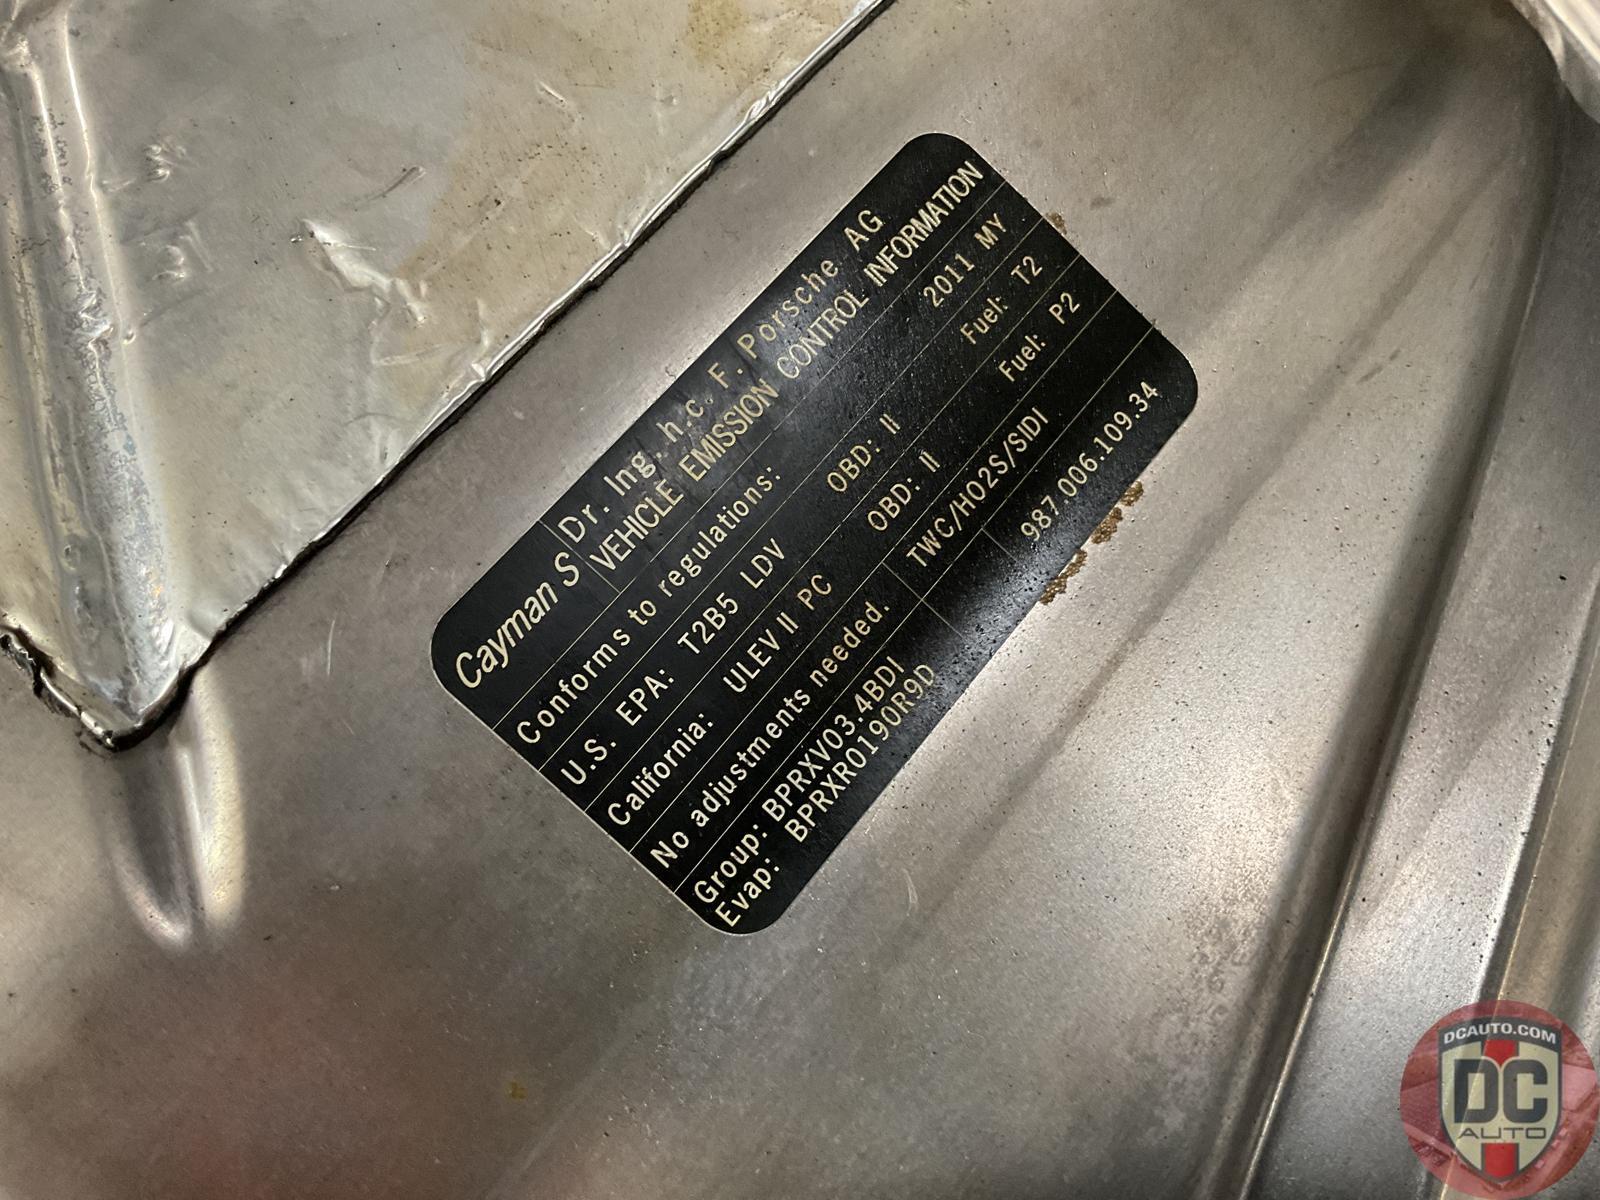 Cayman S
Dr. Ing. h.c. F. Porsche AG
VEHICLE EMISSION CONTROL INFORMATION
Conforms to regulations: 2011 MY
U.S. EPA: T2B5 LDV OBD: II Fuel: T2
California: ULEV II PC OBD: II Fuel: P2
No adjustments needed. TWC/HO2S/SIDI
Group: BPRXV03.4BDI
Evap: BPRXR0190R9D
987.006.109.34
DCAUTO.COM
DC
AUTO